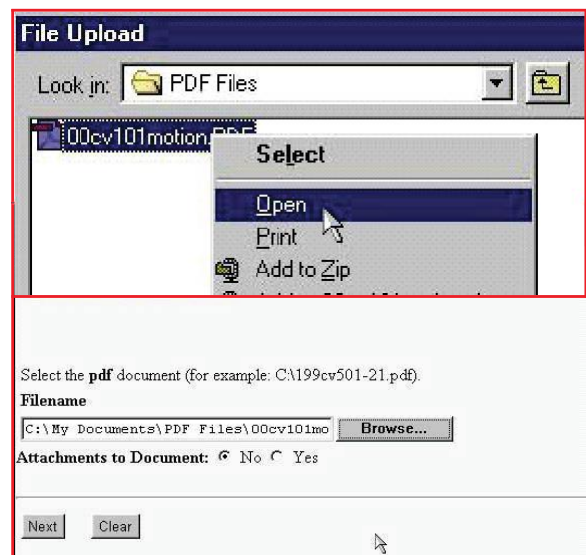 File Upload
Look in: PDF Files
00cv101motion.PDF
Select
Open
Print
Add to Zip
Select the pdf document (for example: C:\199cv501-21.pdf).
Filename
C:\My Documents\PDF Files\00cv101mo Browse...
Attachments to Document: No Yes
Next Clear